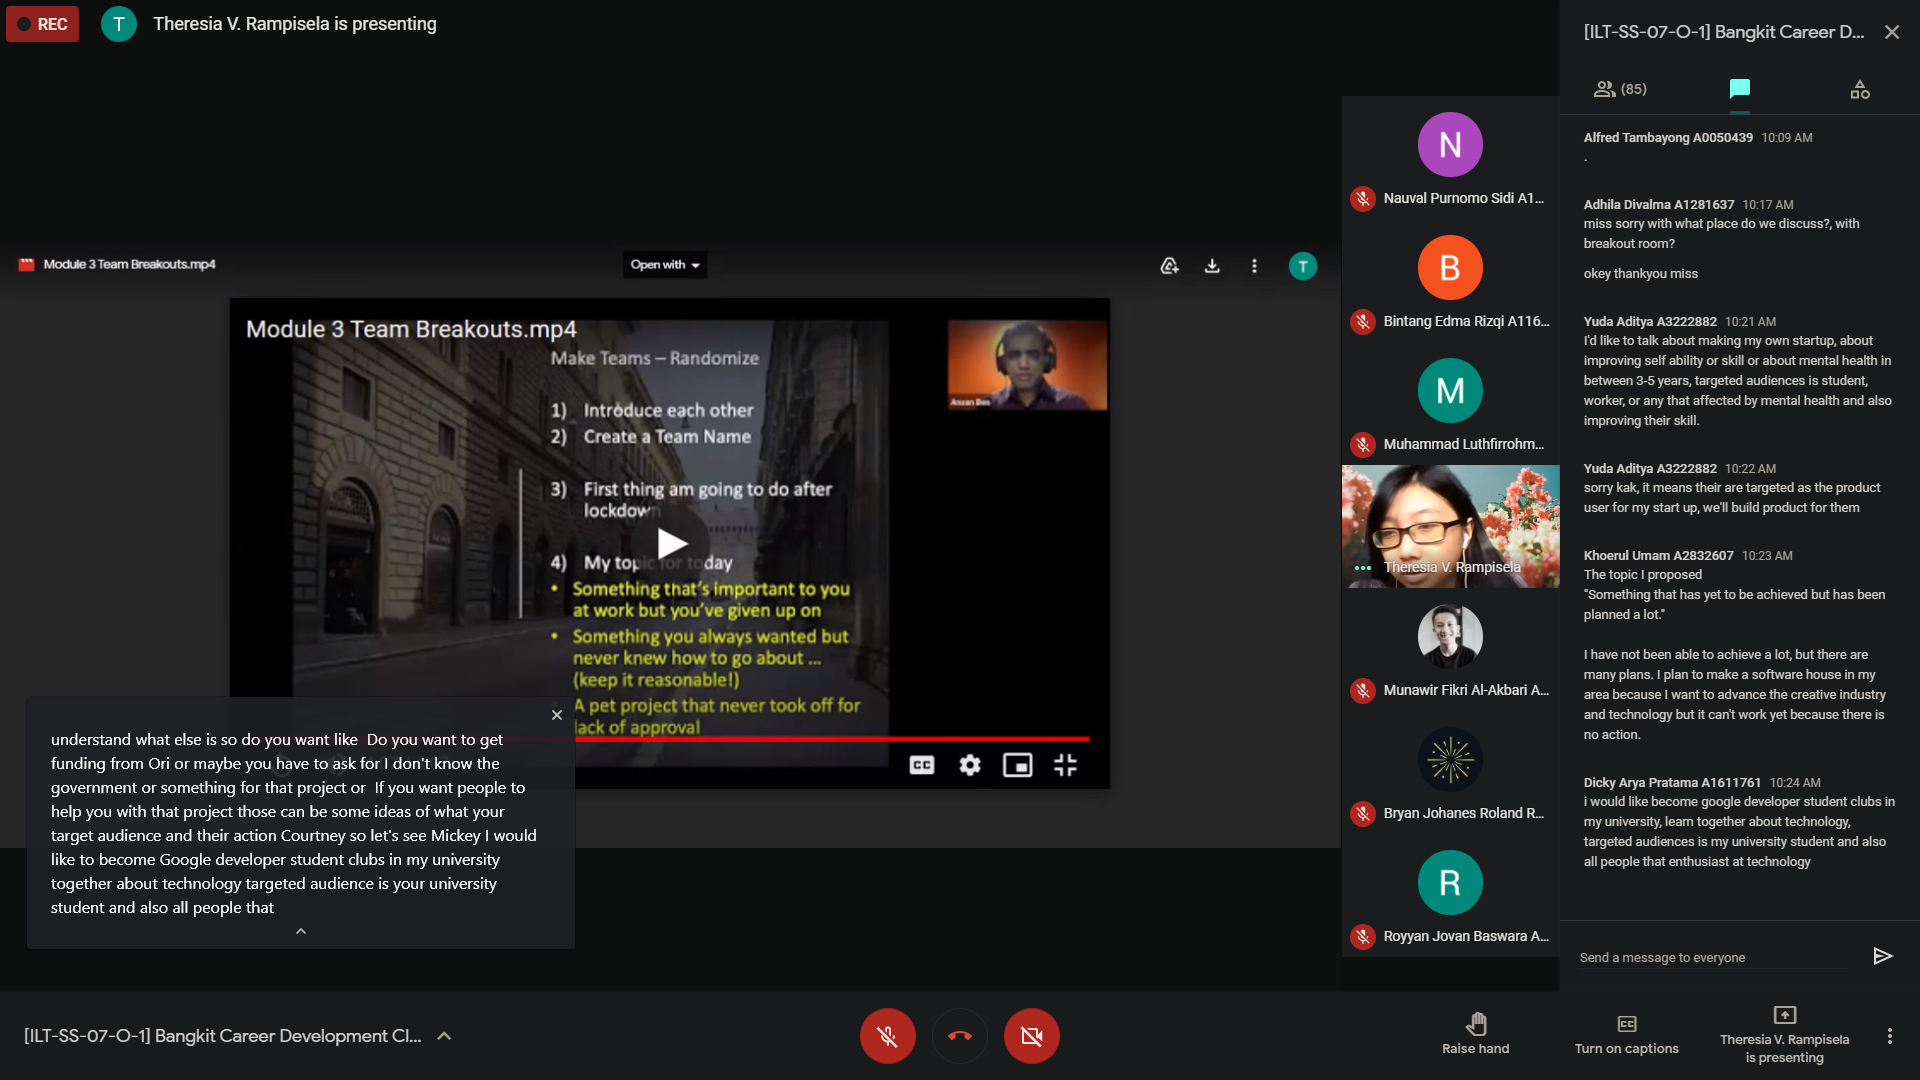 REC
T
Theresia V. Rampisela is presenting
Module 3 Team Breakouts.mp4
Open with
T
Module 3 Team Breakouts.mp4
Make Teams – Randomize
1) Introduce each other
2) Create a Team Name
3) First thing am going to do after
lockdown
4) My topic for today
• Something that's important to you
at work but you've given up on
• Something you always wanted but
never knew how to go about ...
(keep it reasonable!)
A pet project that never took off for
lack of approval
CC
understand what else is so do you want like  Do you want to get
funding from Ori or maybe you have to ask for I don't know the
government or something for that project or  If you want people to
help you with that project those can be some ideas of what your
target audience and their action Courtney so let's see Mickey I would
like to become Google developer student clubs in my university
together about technology targeted audience is your university
student and also all people that
N
Nauval Purnomo Sidi A1...
B
Bintang Edma Rizqi A116...
M
Muhammad Luthfirrohm...
Theresia V. Rampisela
Munawir Fikri Al-Akbari A...
Bryan Johanes Roland R...
R
Royyan Jovan Baswara A...
[ILT-SS-07-O-1] Bangkit Career D...
(85)
Alfred Tambayong A0050439 10:09 AM
.
Adhila Divalma A1281637 10:17 AM
miss sorry with what place do we discuss?, with
breakout room?
okey thankyou miss
Yuda Aditya A3222882 10:21 AM
I'd like to talk about making my own startup, about
improving self ability or skill or about mental health in
between 3-5 years, targeted audiences is student,
worker, or any that affected by mental health and also
improving their skill.
Yuda Aditya A3222882 10:22 AM
sorry kak, it means their are targeted as the product
user for my start up, we'll build product for them
Khoerul Umam A2832607 10:23 AM
The topic I proposed
"Something that has yet to be achieved but has been
planned a lot."
I have not been able to achieve a lot, but there are
many plans. I plan to make a software house in my
area because I want to advance the creative industry
and technology but it can't work yet because there is
no action.
Dicky Arya Pratama A1611761 10:24 AM
i would like become google developer student clubs in
my university, learn together about technology,
targeted audiences is my university student and also
all people that enthusiast at technology
Send a message to everyone
[ILT-SS-07-O-1] Bangkit Career Development Cl...
Raise hand
Turn on captions
Theresia V. Rampisela
is presenting